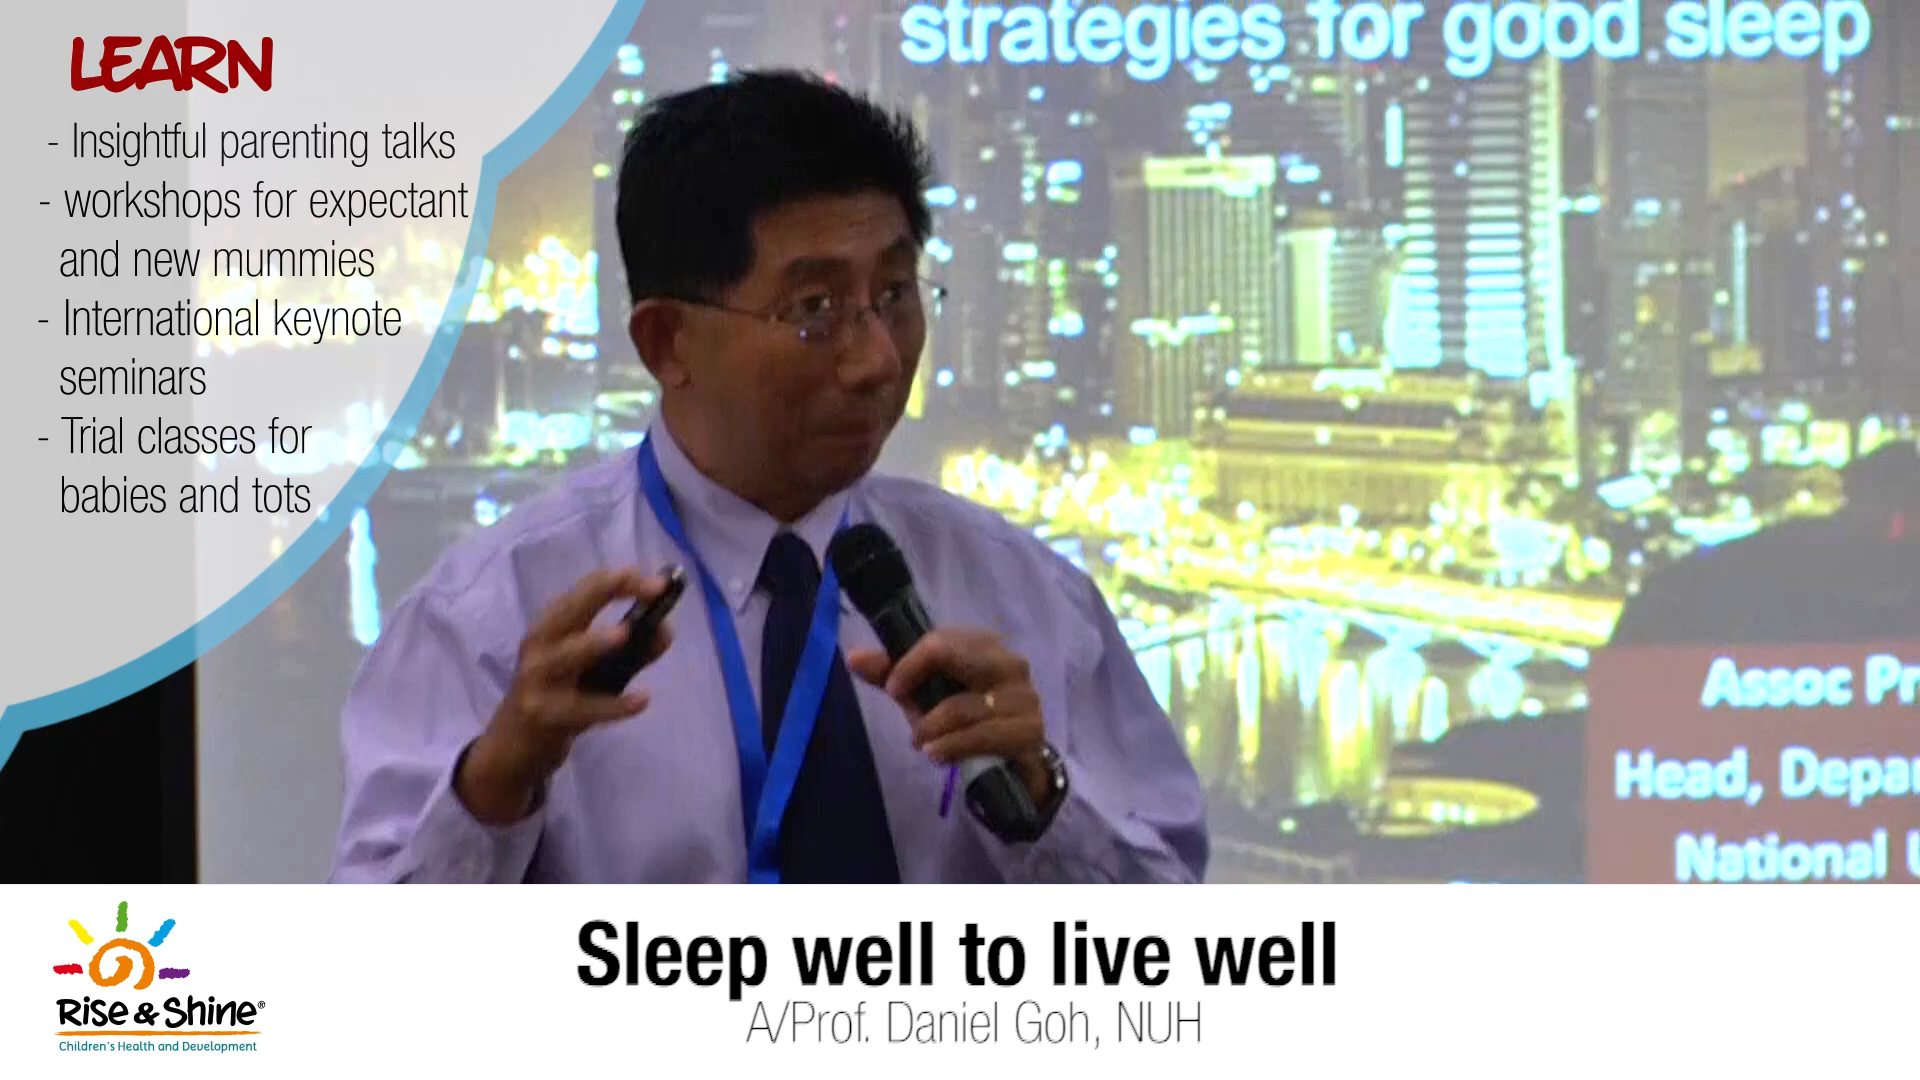 LEARN
- Insightful parenting talks
- workshops for expectant
and new mummies
- International keynote
seminars
- Trial classes for
babies and tots
strategies for good sleep
Assoc
Head,
National
Sleep well to live well
A/Prof. Daniel Goh, NUH
Rise & Shine®
Children's Health and Development